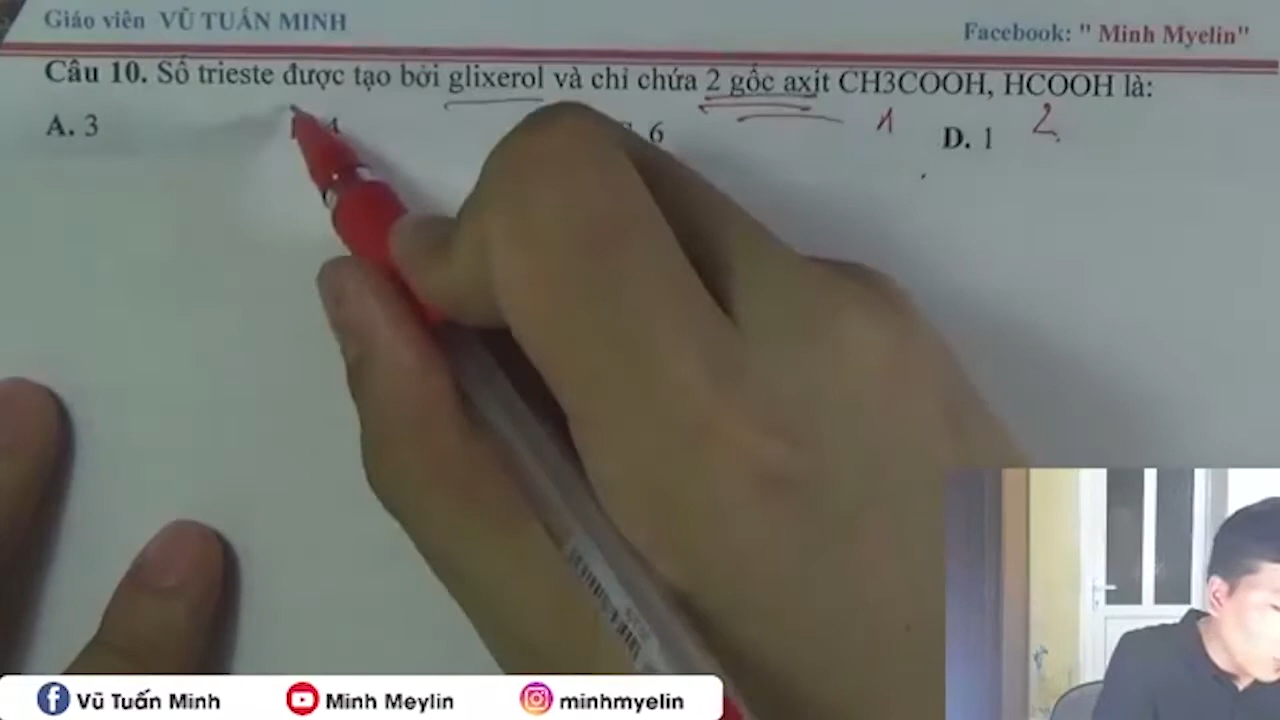 Giáo viên VŨ TUẤN MINH
Facebook: " Minh Myelin"
Câu 10. Số trieste được tạo bởi glixerol và chỉ chứa 2 gốc axit CH3COOH, HCOOH là:
A. 3
4
6
D. 1
1
2
Vũ Tuấn Minh
Minh Meylin
minhmyelin